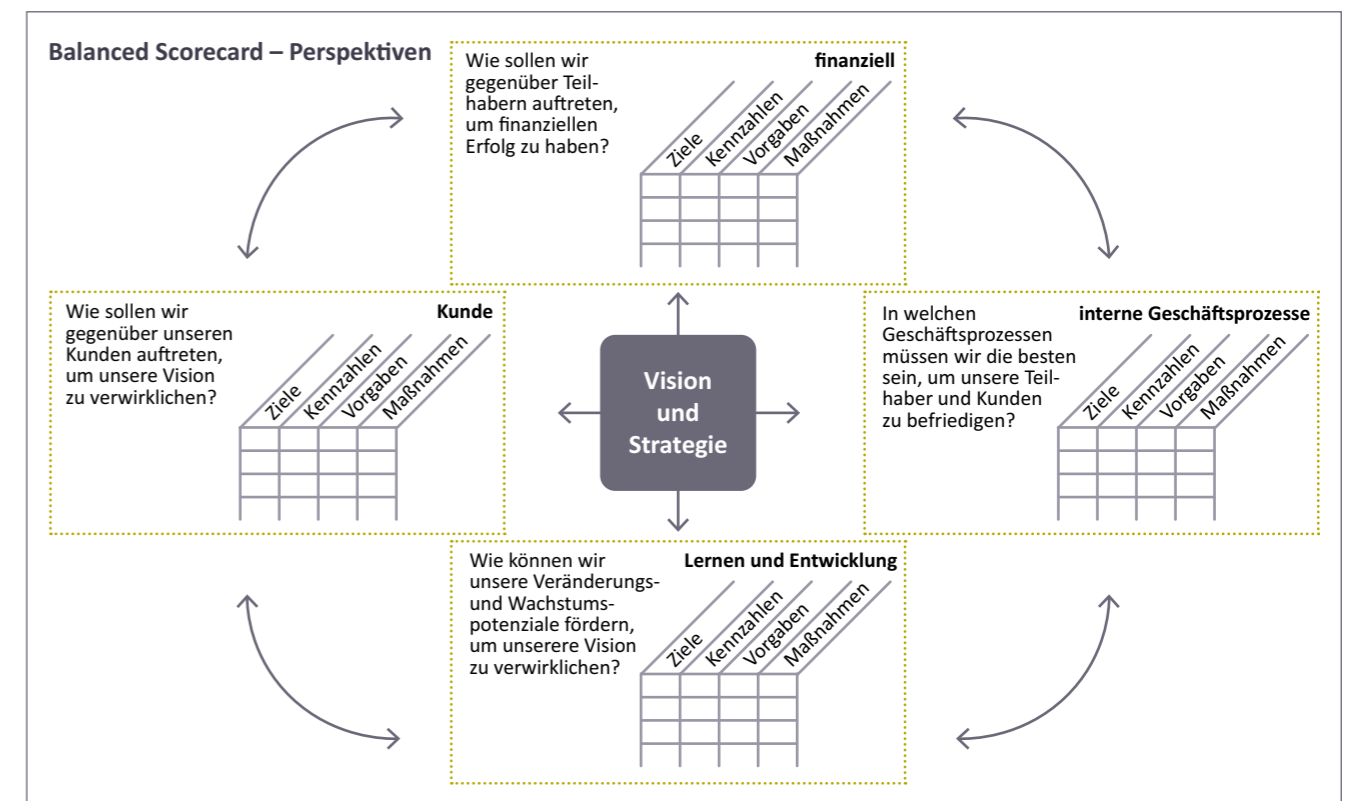 Balanced Scorecard – Perspektiven
Wie sollen wir
gegenüber Teil-
habern auftreten,
um finanziellen
Erfolg zu haben?
finanziell
Ziele
Kennzahlen
Vorgaben
Maßnahmen
Wie sollen wir
gegenüber unseren
Kunden auftreten,
um unsere Vision
zu verwirklichen?
Kunde
Ziele
Kennzahlen
Vorgaben
Maßnahmen
Vision
und
Strategie
In welchen
Geschäftsprozessen
müssen wir die besten
sein, um unsere Teil-
haber und Kunden
zu befriedigen?
interne Geschäftsprozesse
Ziele
Kennzahlen
Vorgaben
Maßnahmen
Wie können wir
unsere Veränderungs-
und Wachstums-
potenziale fördern,
um unserere Vision
zu verwirklichen?
Lernen und Entwicklung
Ziele
Kennzahlen
Vorgaben
Maßnahmen